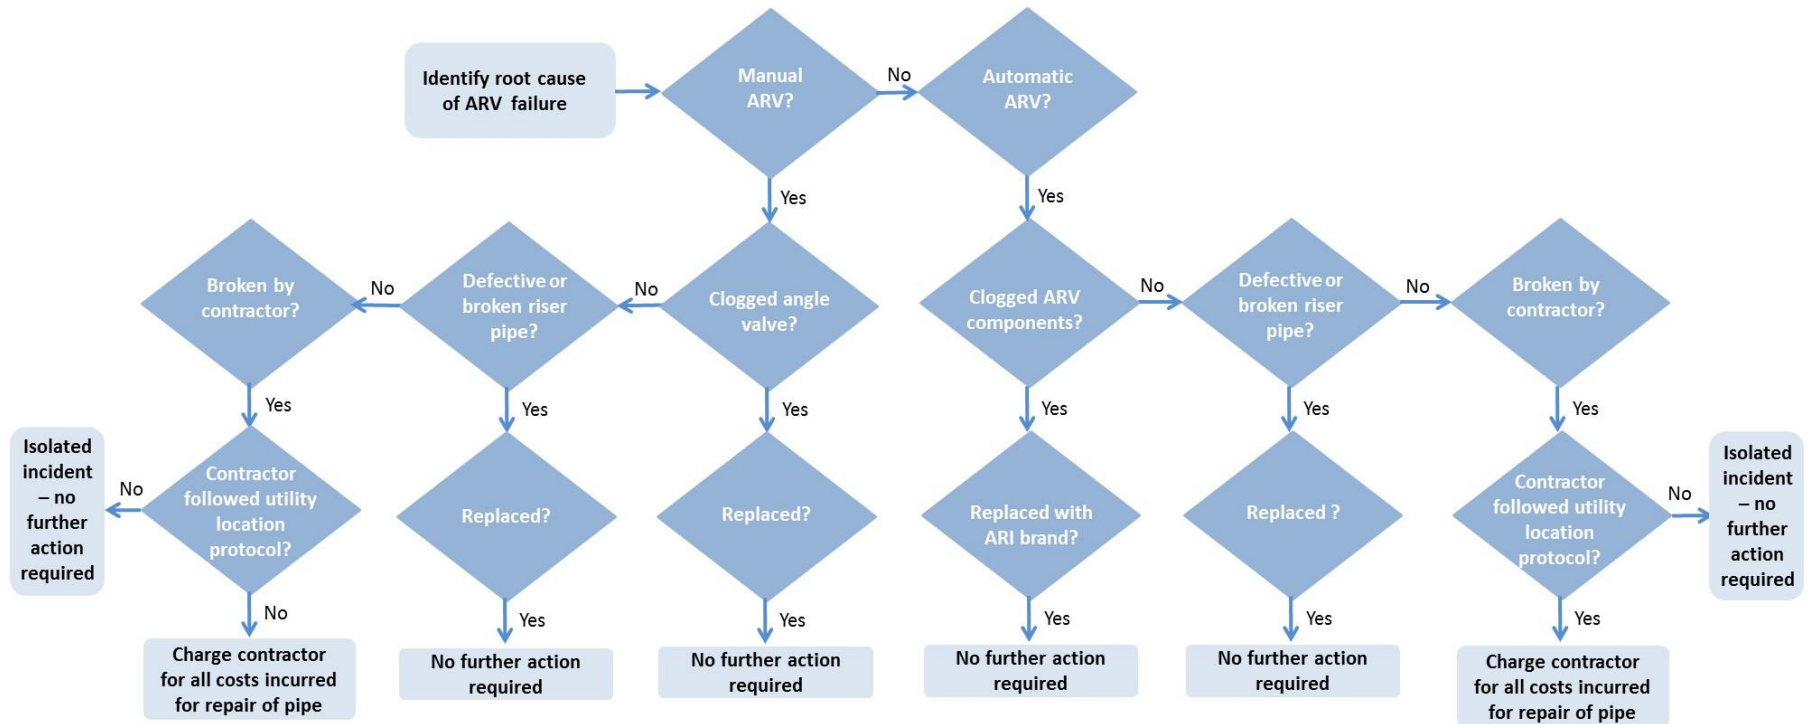 Identify root cause
of ARV failure
Manual
ARV?
No
Automatic
ARV?
Yes
Yes
Broken by
contractor?
No
Defective or
broken riser
pipe?
No
Clogged angle
valve?
Clogged ARV
components?
No
Defective or
broken riser
pipe?
No
Broken by
contractor?
Yes
Yes
Yes
Yes
Yes
Yes
Isolated
incident
– no
further
action
required
No
Contractor
followed utility
location
protocol?
Replaced?
Replaced?
Replaced with
ARI brand?
Replaced ?
Contractor
followed utility
location
protocol?
No
Isolated
incident
– no
further
action
required
No
Yes
Yes
Yes
Yes
Yes
Charge contractor
for all costs incurred
for repair of pipe
No further action
required
No further action
required
No further action
required
No further action
required
Charge contractor
for all costs incurred
for repair of pipe